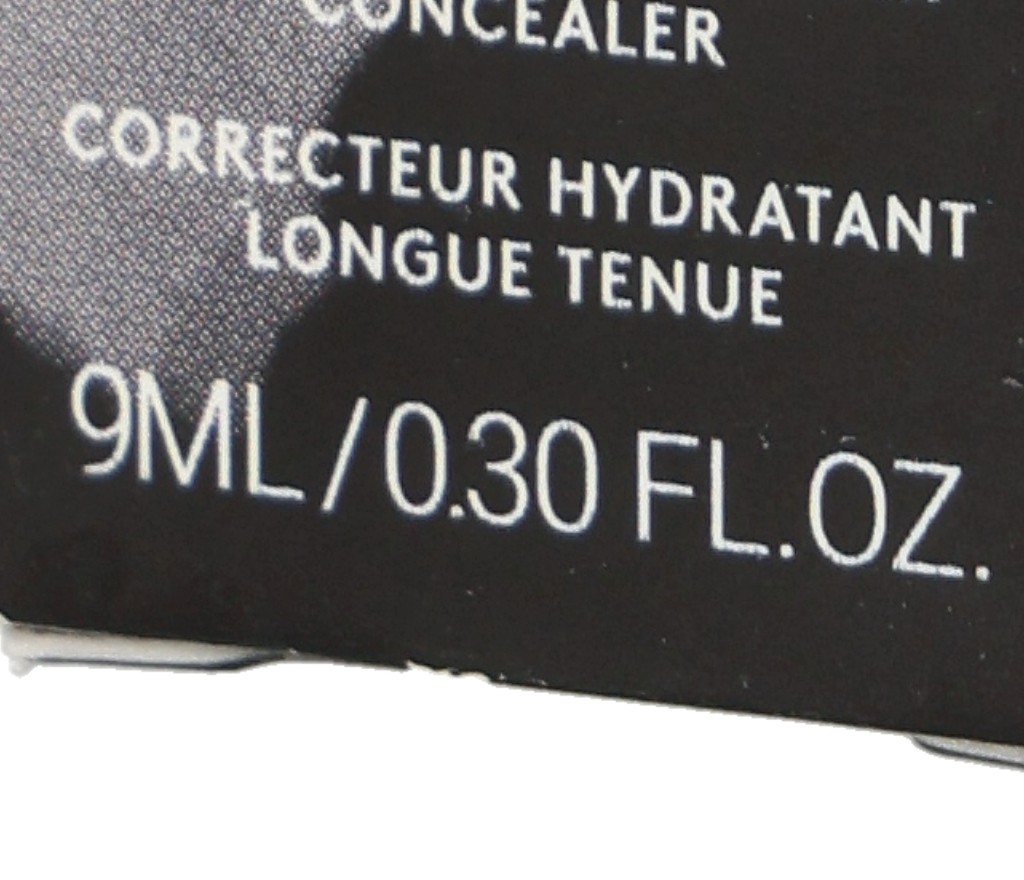 CONCEALER
CORRECTEUR HYDRATANT
LONGUE TENUE
9ML/0.30 FL.OZ.